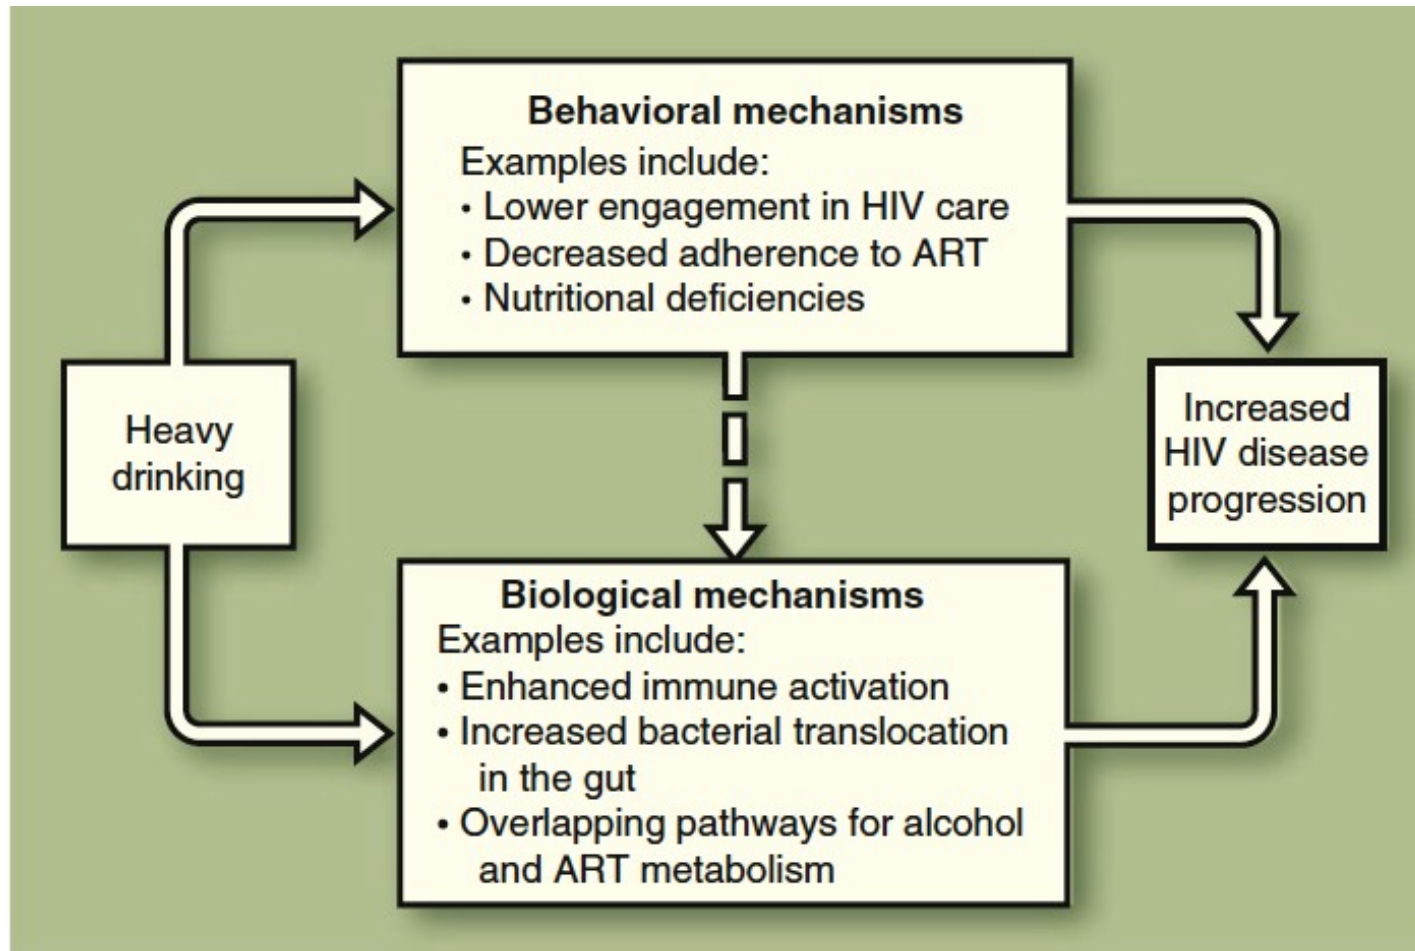 Behavioral mechanisms
Examples include:
• Lower engagement in HIV care
• Decreased adherence to ART
• Nutritional deficiencies
Heavy
drinking
Increased
HIV disease
progression
Biological mechanisms
Examples include:
• Enhanced immune activation
• Increased bacterial translocation
in the gut
• Overlapping pathways for alcohol
and ART metabolism